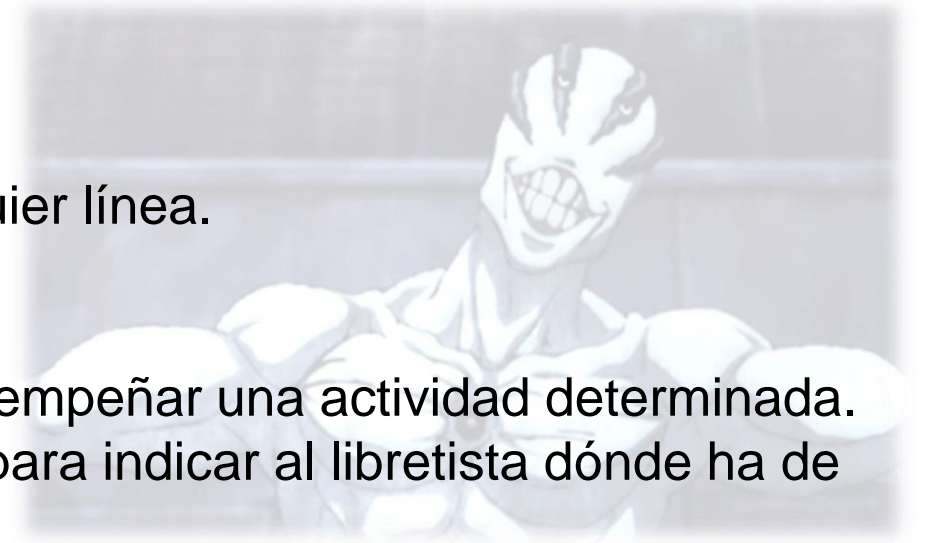 uier línea.
empeñar una actividad determinada.
para indicar al libretista dónde ha de